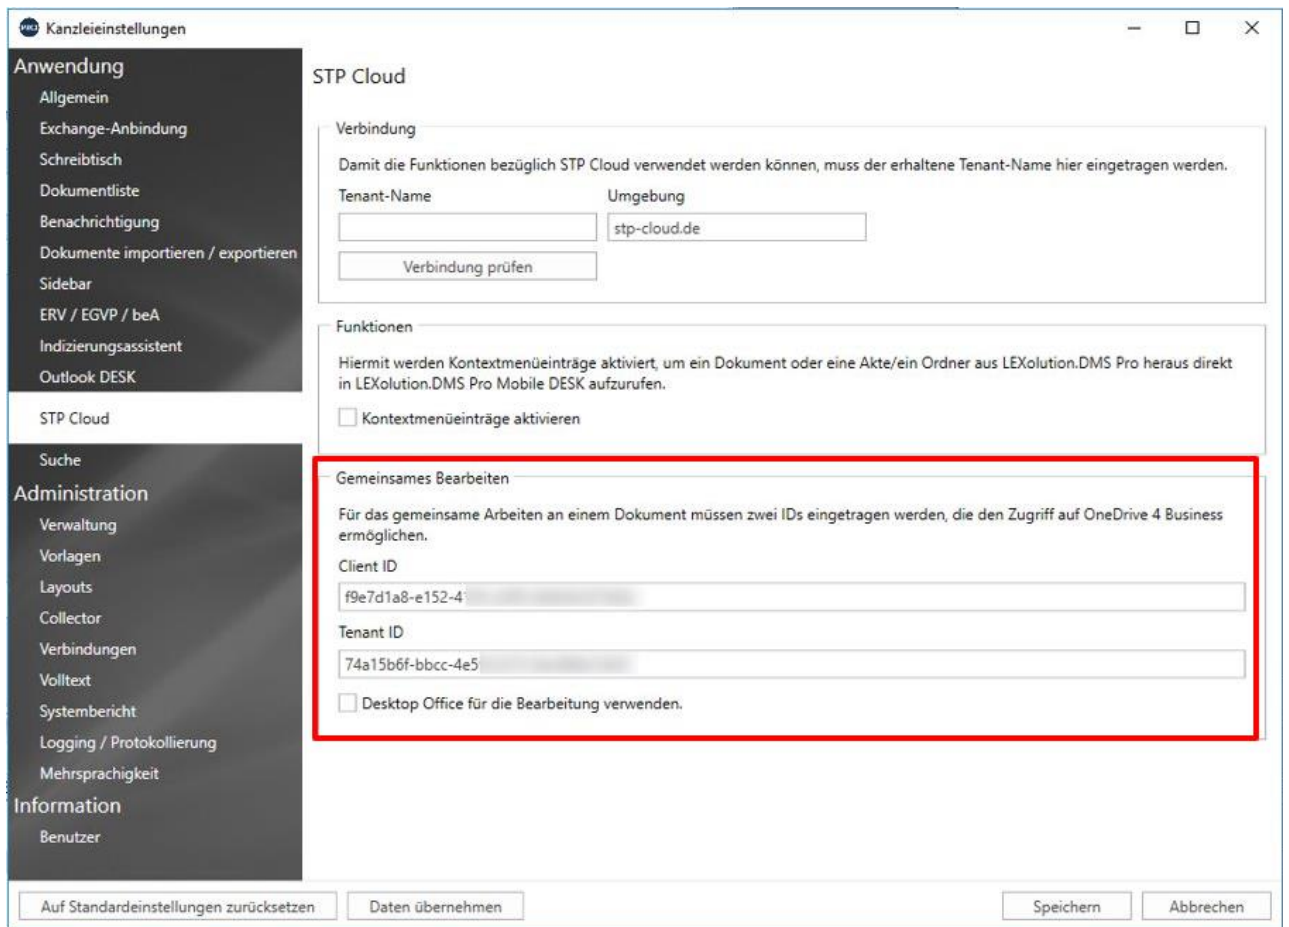 Kanzleieinstellungen
Anwendung
Allgemein
Exchange-Anbindung
Schreibtisch
Dokumentliste
Benachrichtigung
Dokumente importieren / exportieren
Sidebar
ERV / EGVP / beA
Indizierungsassistent
Outlook DESK
STP Cloud
Suche
Administration
Verwaltung
Vorlagen
Layouts
Collector
Verbindungen
Volltext
Systembericht
Logging / Protokollierung
Mehrsprachigkeit
Information
Benutzer
STP Cloud
Verbindung
Damit die Funktionen bezüglich STP Cloud verwendet werden können, muss der erhaltene Tenant-Name hier eingetragen werden.
Tenant-Name Umgebung
stp-cloud.de
Verbindung prüfen
Funktionen
Hiermit werden Kontextmenüeinträge aktiviert, um ein Dokument oder eine Akte/ein Ordner aus LEXolution.DMS Pro heraus direkt
in LEXolution.DMS Pro Mobile DESK aufzurufen.
Kontextmenüeinträge aktivieren
Gemeinsames Bearbeiten
Für das gemeinsame Arbeiten an einem Dokument müssen zwei IDs eingetragen werden, die den Zugriff auf OneDrive 4 Business
ermöglichen.
Client ID
f9e7d1a8-e152-4
Tenant ID
74a15b6f-bbcc-4e5
Desktop Office für die Bearbeitung verwenden.
Auf Standardeinstellungen zurücksetzen Daten übernehmen Speichern Abbrechen